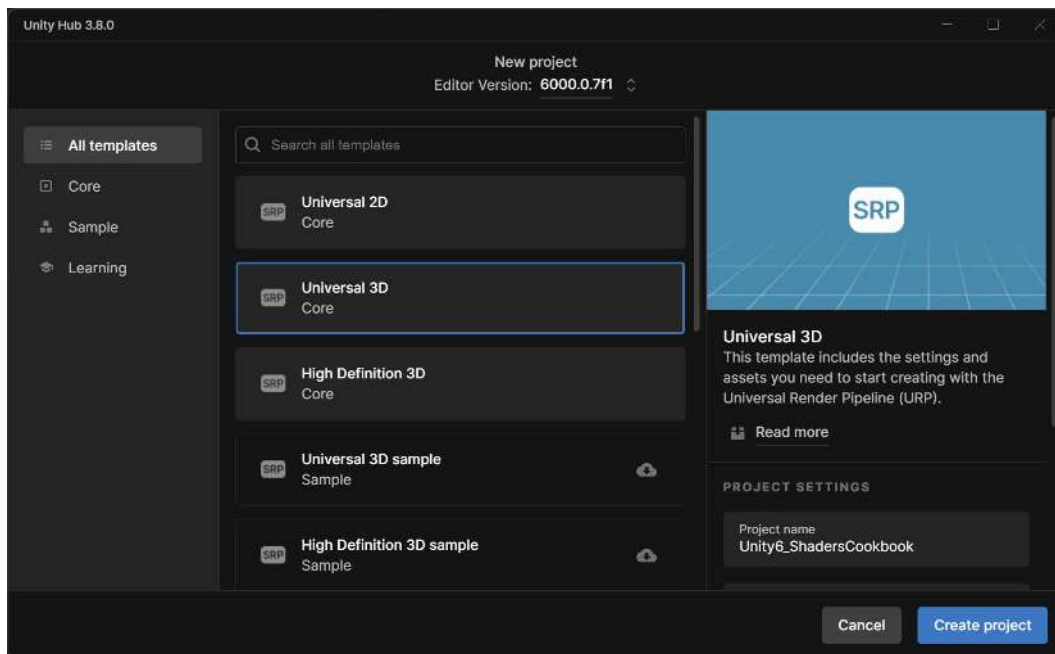 Unity Hub 3.8.0
New project
Editor Version: 6000.0.7f1
All templates
Core
Sample
Learning
Search all templates
SRP
Universal 2D
Core
SRP
Universal 3D
Core
SRP
High Definition 3D
Core
SRP
Universal 3D sample
Sample
SRP
High Definition 3D sample
Sample
SRP
Universal 3D
This template includes the settings and
assets you need to start creating with the
Universal Render Pipeline (URP).
Read more
PROJECT SETTINGS
Project name
Unity6_ShadersCookbook
Cancel
Create project